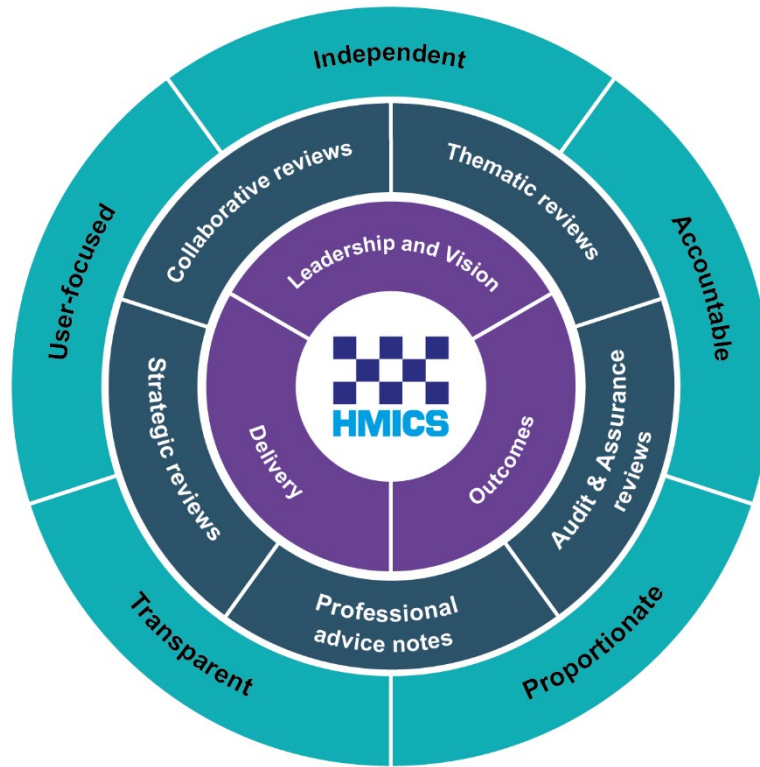 Independent
Accountable
Proportionate
Transparent
User-focused
Collaborative reviews
Thematic reviews
Audit & Assurance
reviews
Professional
advice notes
Strategic reviews
Leadership and Vision
Outcomes
Delivery
HMICS